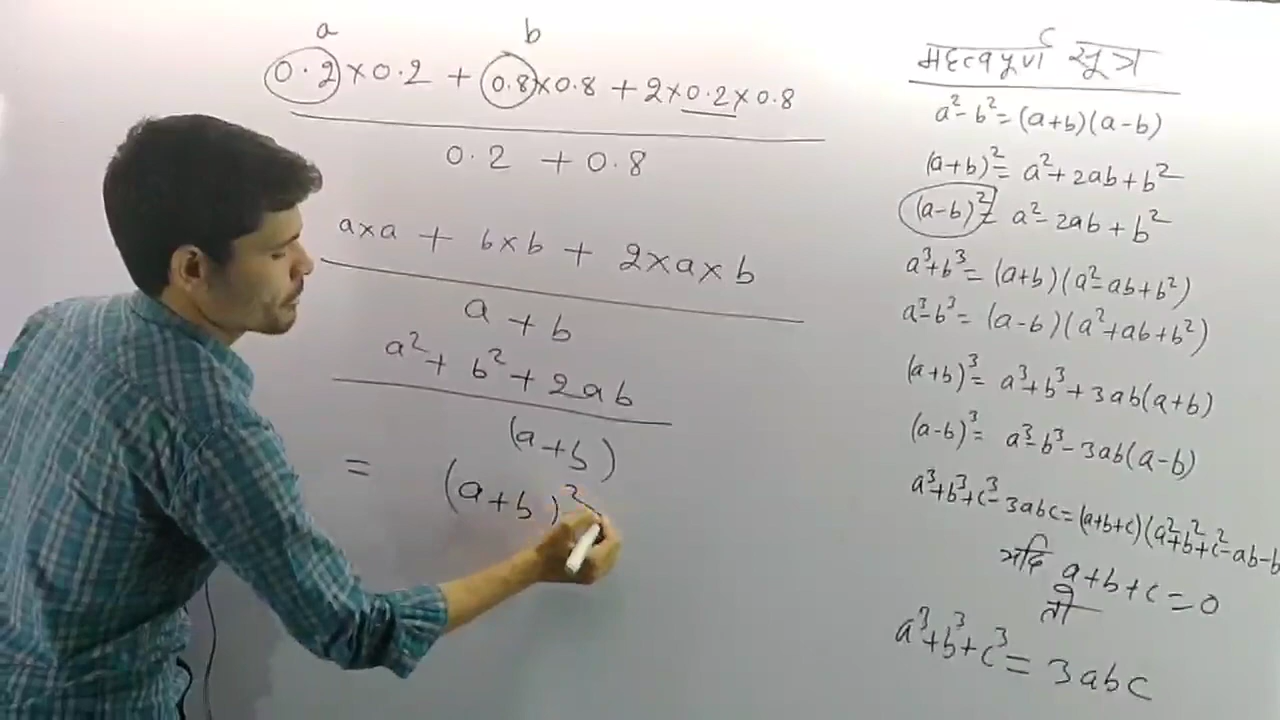 a b
0.2×0.2 + 0.8×0.8 + 2×0.2×0.8
0.2 + 0.8
a×a + b×b + 2×a×b
a + b
a² + b² + 2ab
(a+b)
= (a+b)²
महत्वपूर्ण सूत्र
a²-b²=(a+b)(a-b)
(a+b)²= a²+2ab+b²
(a-b)²= a²-2ab+b²
a³+b³= (a+b)(a²-ab+b²)
a³-b³= (a-b)(a²+ab+b²)
(a+b)³= a³+b³+3ab(a+b)
(a-b)³= a³-b³-3ab(a-b)
a³+b³+c³-3abc=(a+b+c)(a²+b²+c²-ab-b
यदि a+b+c=0
तो
a³+b³+c³= 3abc